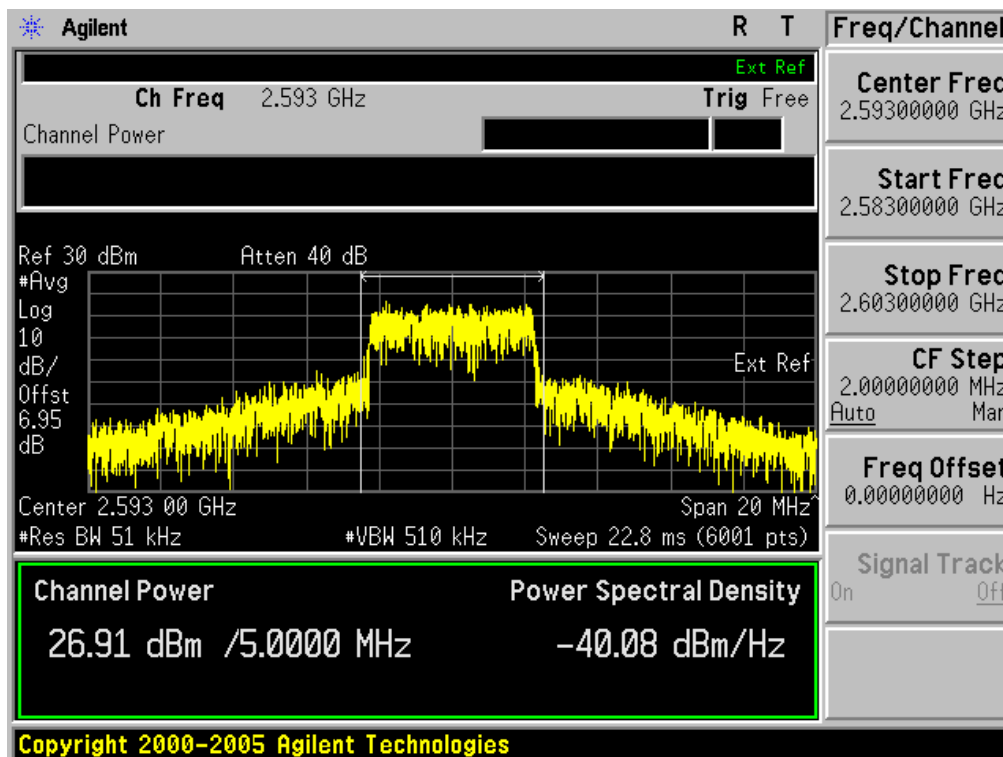 Agilent R T
Freq/Channel
Ext Ref
Ch Freq 2.593 GHz Trig Free
Channel Power
Center Freq
2.59300000 GHz
Start Freq
2.58300000 GHz
Stop Freq
2.60300000 GHz
CF Step
2.00000000 MHz
Auto Man
Freq Offset
0.00000000 Hz
Signal Track
On Off
Ref 30 dBm Atten 40 dB
#Avg
Log
10
dB/
Offst
6.95
dB
Ext Ref
Center 2.593 00 GHz Span 20 MHz^
#Res BW 51 kHz #VBW 510 kHz Sweep 22.8 ms (6001 pts)
Channel Power Power Spectral Density
26.91 dBm /5.0000 MHz -40.08 dBm/Hz
Copyright 2000-2005 Agilent Technologies